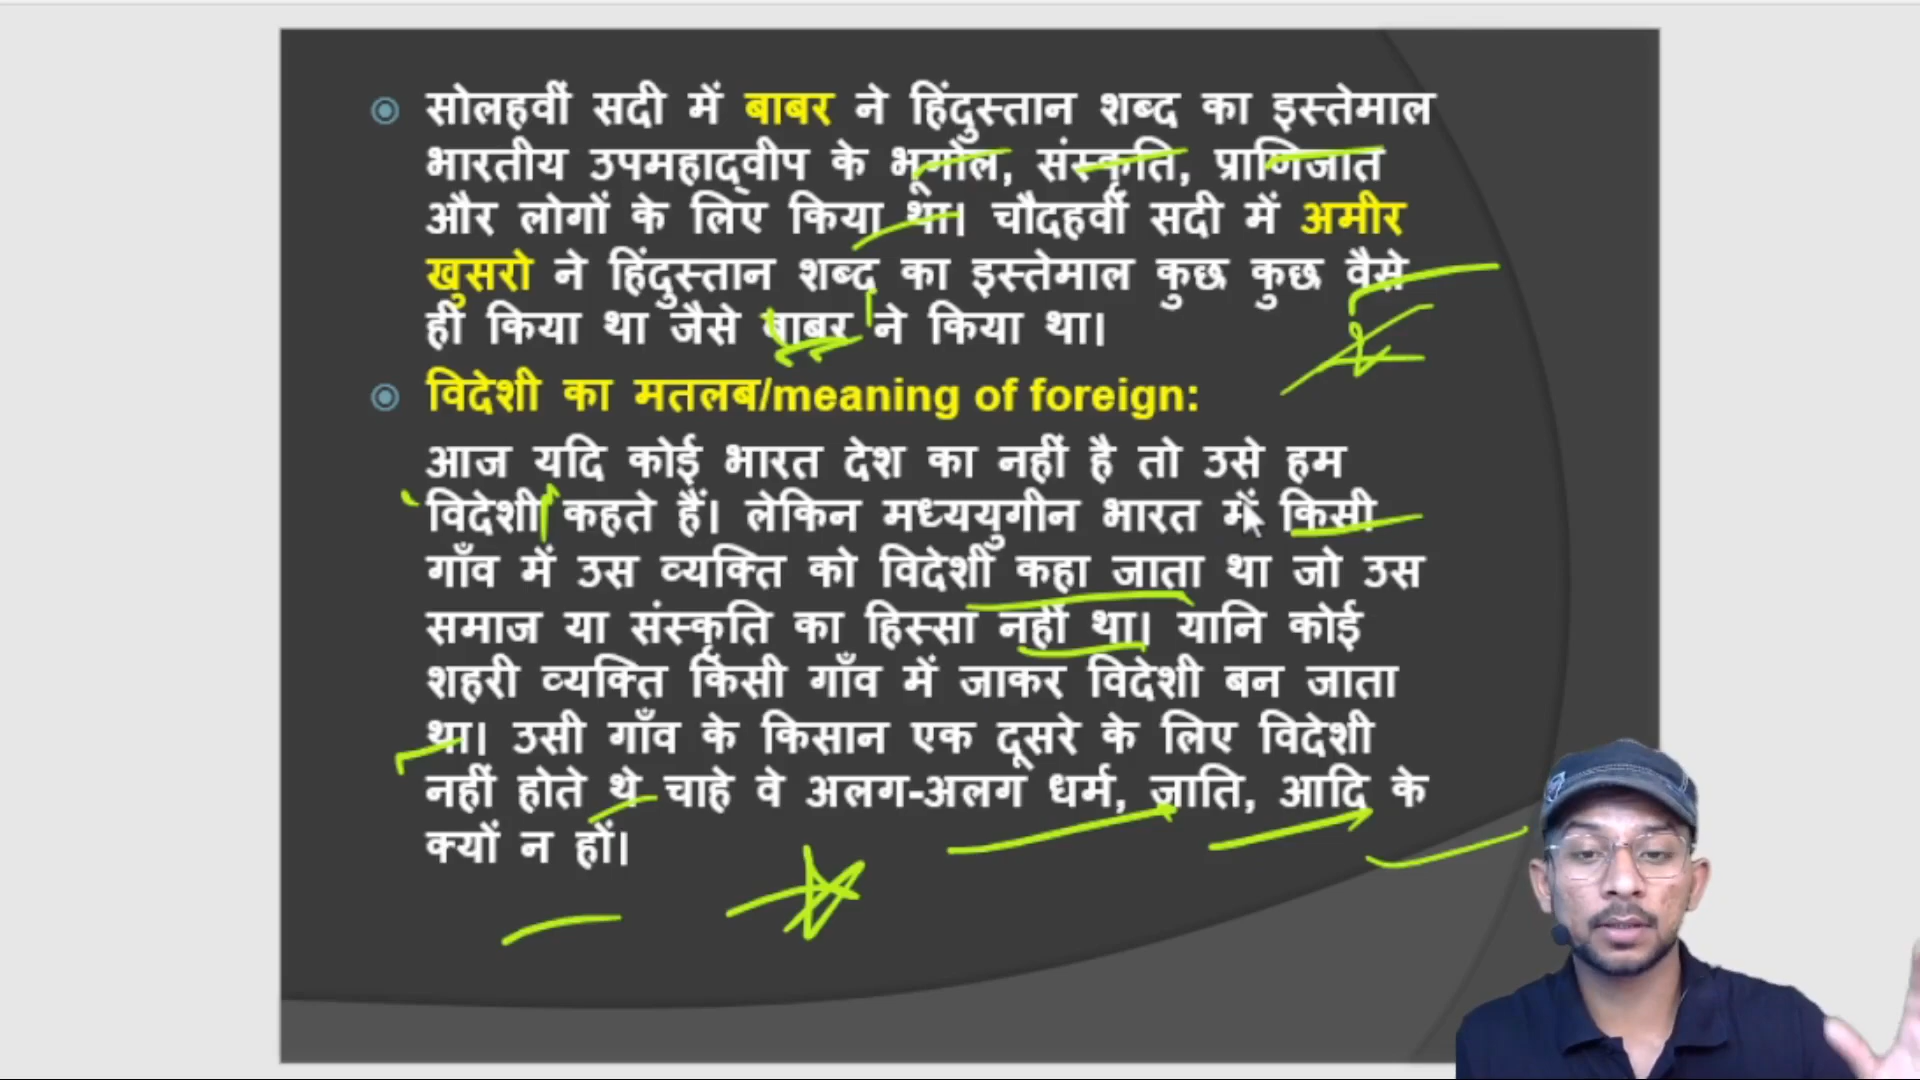 सोलहवीं सदी में बाबर ने हिंदुस्तान शब्द का इस्तेमाल
भारतीय उपमहाद्वीप के भूगोल, संस्कृति, प्राणिजात
और लोगों के लिए किया था। चौदहवीं सदी में अमीर
खुसरो ने हिंदुस्तान शब्द का इस्तेमाल कुछ कुछ वैसे
ही किया था जैसे बाबर ने किया था।
विदेशी का मतलब/meaning of foreign:
आज यदि कोई भारत देश का नहीं है तो उसे हम
विदेशी कहते हैं। लेकिन मध्ययुगीन भारत में किसी
गाँव में उस व्यक्ति को विदेशी कहा जाता था जो उस
समाज या संस्कृति का हिस्सा नहीं था। यानि कोई
शहरी व्यक्ति किसी गाँव में जाकर विदेशी बन जाता
था। उसी गाँव के किसान एक दूसरे के लिए विदेशी
नहीं होते थे चाहे वे अलग-अलग धर्म, जाति, आदि के
क्यों न हों।